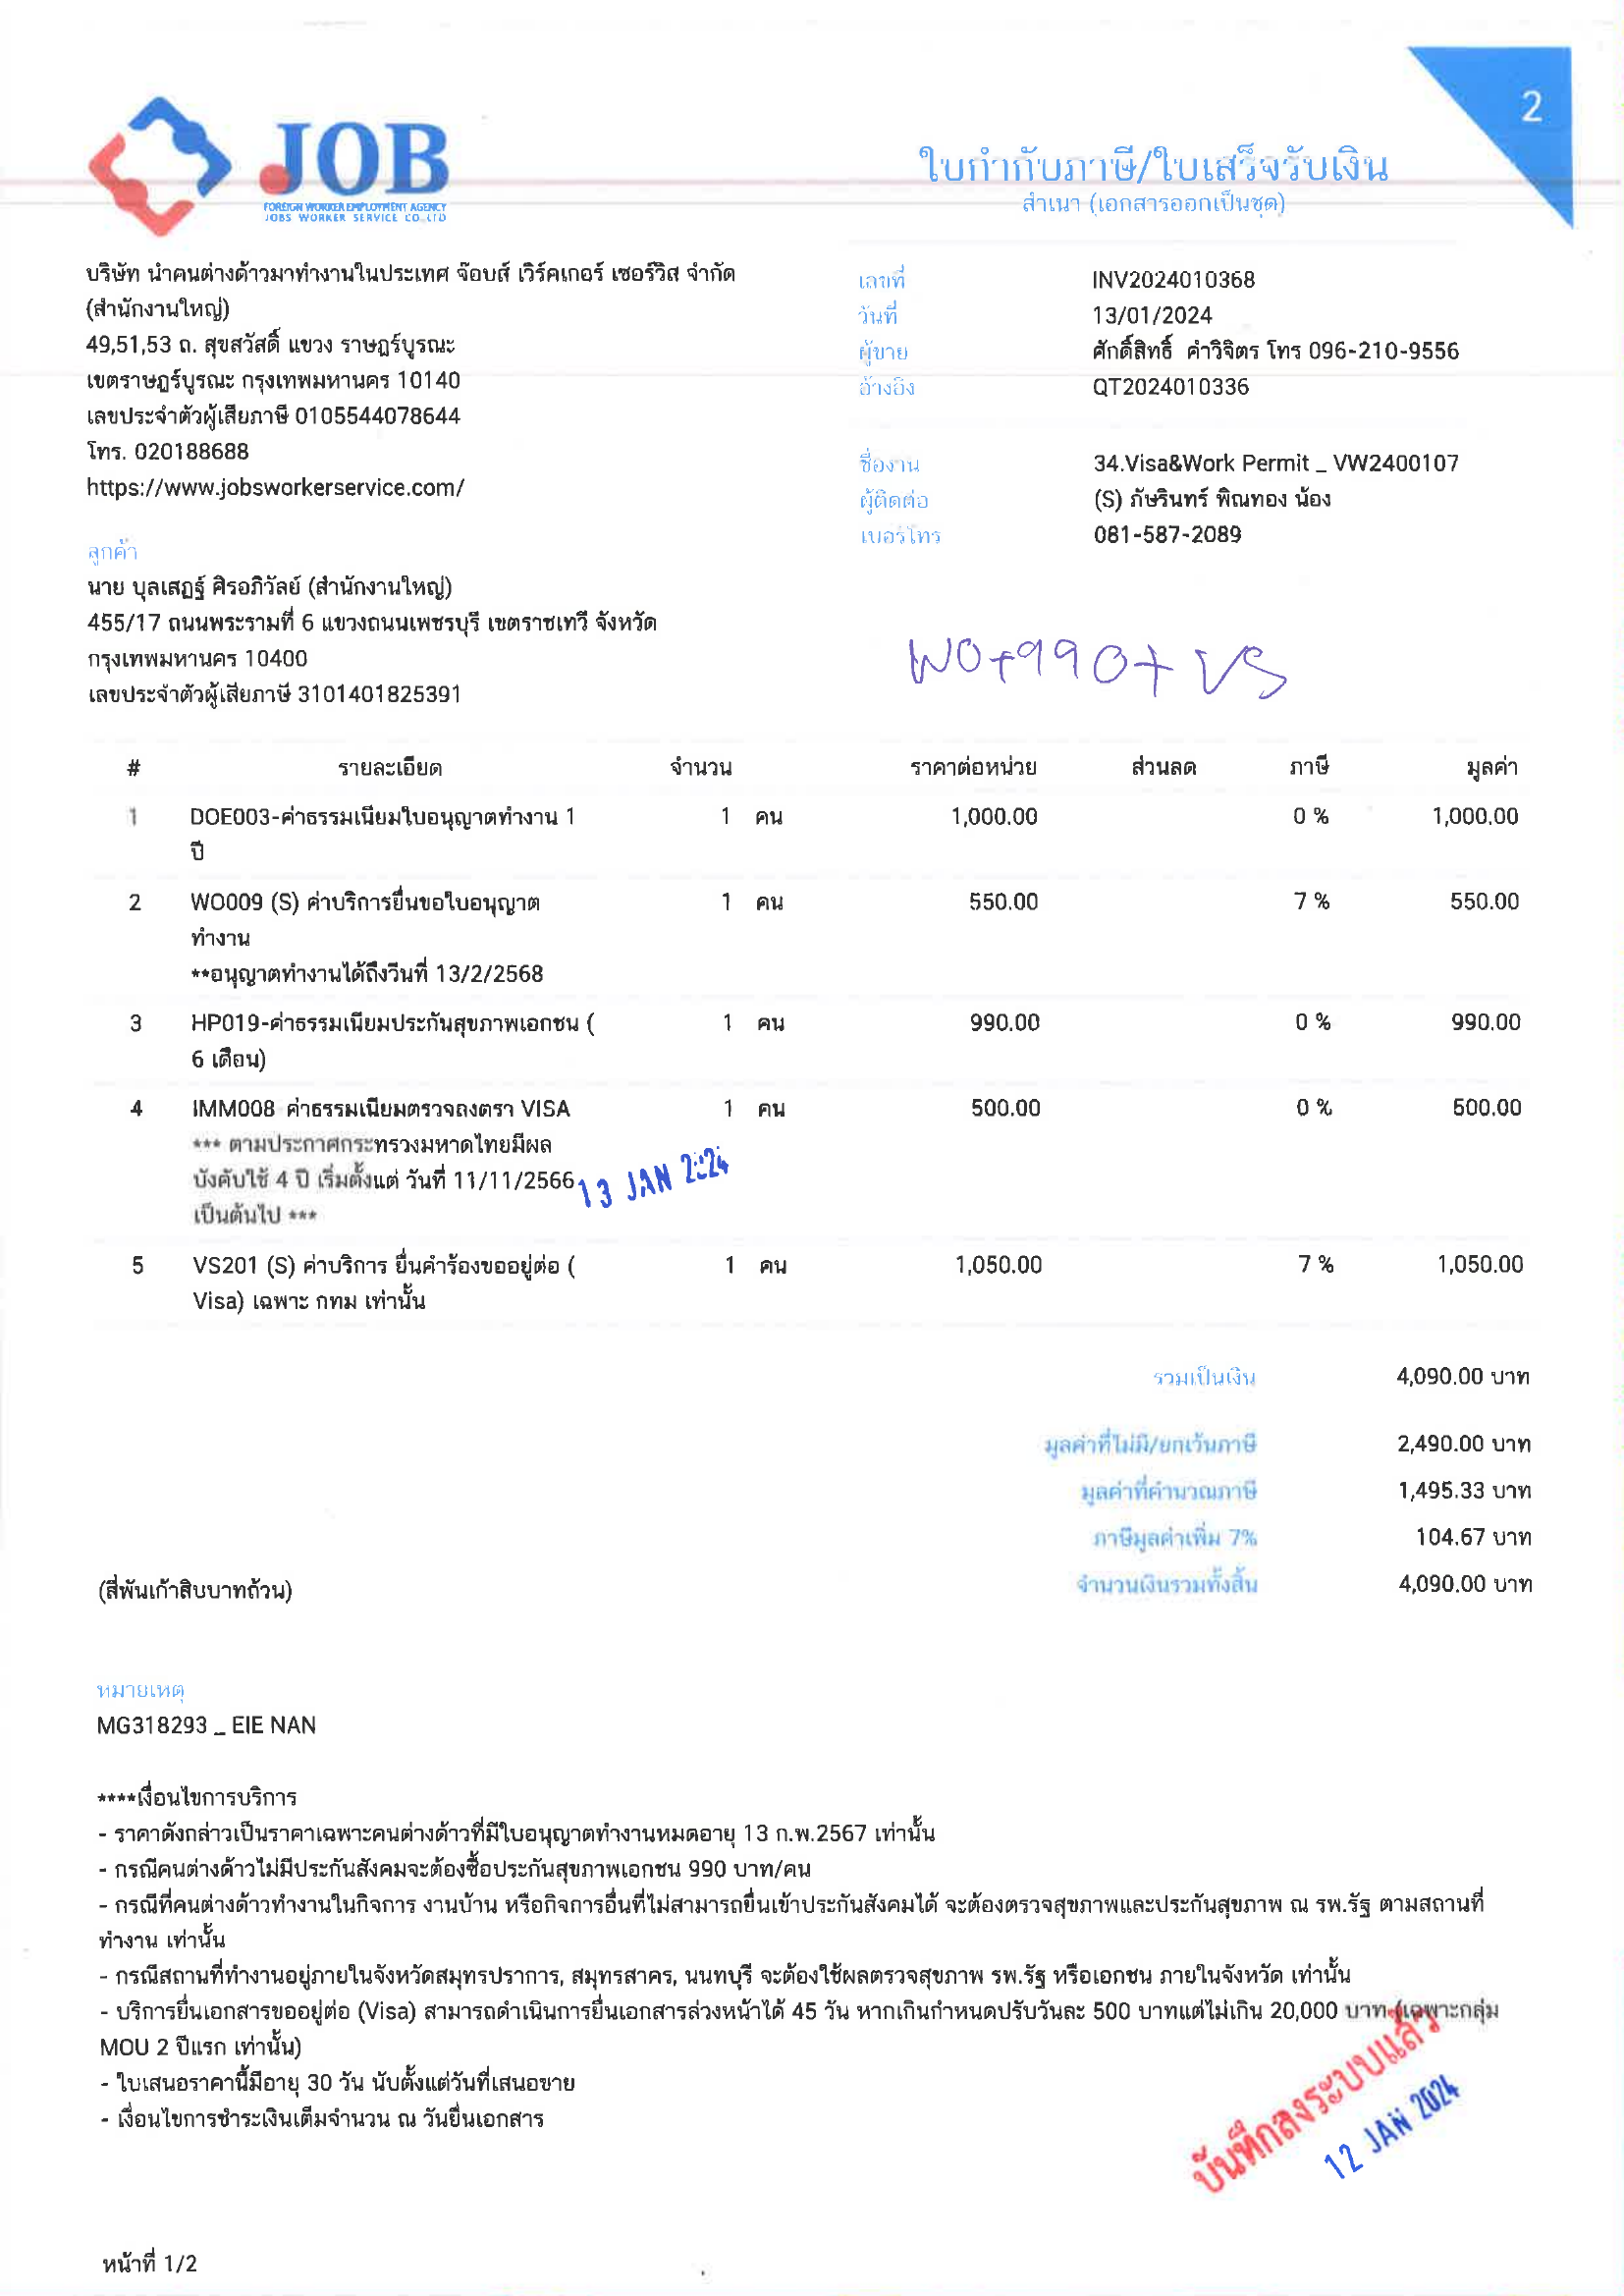 2
JOB
FOREIGN WORKER EMPLOYMENT AGENCY
JOBS WORKER SERVICE CO.,LTD
ใบกำกับภาษี/ใบเสร็จรับเงิน
สำเนา (เอกสารออกเป็นชุด)
บริษัท นำคนต่างด้าวมาทำงานในประเทศ จ๊อบส์ เวิร์คเกอร์ เซอร์วิส จำกัด
(สำนักงานใหญ่)
49,51,53 ถ. สุขสวัสดิ์ แขวง ราษฎร์บูรณะ
เขตราษฎร์บูรณะ กรุงเทพมหานคร 10140
เลขประจำตัวผู้เสียภาษี 0105544078644
โทร. 020188688
https://www.jobsworkerservice.com/
เลขที่ INV2024010368
วันที่ 13/01/2024
ผู้ขาย ศักดิ์สิทธิ์ คำวิจิตร โทร 096-210-9556
อ้างอิง QT2024010336
ชื่องาน 34.Visa&Work Permit _ VW2400107
ผู้ติดต่อ (S) ภัษรินทร์ พิณทอง น้อง
เบอร์โทร 081-587-2089
ลูกค้า
นาย บุลเสฏฐ์ ศิรอภิวัลย์ (สำนักงานใหญ่)
455/17 ถนนพระรามที่ 6 แขวงถนนเพชรบุรี เขตราชเทวี จังหวัด
กรุงเทพมหานคร 10400
เลขประจำตัวผู้เสียภาษี 3101401825391
WO+990+VS
# รายละเอียด จำนวน ราคาต่อหน่วย ส่วนลด ภาษี มูลค่า
1 DOE003-ค่าธรรมเนียมใบอนุญาตทำงาน 1 1 คน 1,000.00 0 % 1,000.00
ปี
2 WO009 (S) ค่าบริการยื่นขอใบอนุญาต 1 คน 550.00 7 % 550.00
ทำงาน
**อนุญาตทำงานได้ถึงวันที่ 13/2/2568
3 HP019-ค่าธรรมเนียมประกันสุขภาพเอกชน ( 1 คน 990.00 0 % 990.00
6 เดือน)
4 IMM008 ค่าธรรมเนียมตรวจลงตรา VISA 1 คน 500.00 0 % 500.00
*** ตามประกาศกระทรวงมหาดไทยมีผล
บังคับใช้ 4 ปี เริ่มตั้งแต่ วันที่ 11/11/2566
เป็นต้นไป ***
13 JAN 2024
5 VS201 (S) ค่าบริการ ยื่นคำร้องขออยู่ต่อ ( 1 คน 1,050.00 7 % 1,050.00
Visa) เฉพาะ กทม เท่านั้น
รวมเป็นเงิน 4,090.00 บาท
มูลค่าที่ไม่มี/ยกเว้นภาษี 2,490.00 บาท
มูลค่าที่คำนวณภาษี 1,495.33 บาท
ภาษีมูลค่าเพิ่ม 7% 104.67 บาท
(สี่พันเก้าสิบบาทถ้วน) จำนวนเงินรวมทั้งสิ้น 4,090.00 บาท
หมายเหตุ
MG318293 _ EIE NAN
****เงื่อนไขการบริการ
- ราคาดังกล่าวเป็นราคาเฉพาะคนต่างด้าวที่มีใบอนุญาตทำงานหมดอายุ 13 ก.พ.2567 เท่านั้น
- กรณีคนต่างด้าวไม่มีประกันสังคมจะต้องซื้อประกันสุขภาพเอกชน 990 บาท/คน
- กรณีที่คนต่างด้าวทำงานในกิจการ งานบ้าน หรือกิจการอื่นที่ไม่สามารถยื่นเข้าประกันสังคมได้ จะต้องตรวจสุขภาพและประกันสุขภาพ ณ รพ.รัฐ ตามสถานที่
ทำงาน เท่านั้น
- กรณีสถานที่ทำงานอยู่ภายในจังหวัดสมุทรปราการ, สมุทรสาคร, นนทบุรี จะต้องใช้ผลตรวจสุขภาพ รพ.รัฐ หรือเอกชน ภายในจังหวัด เท่านั้น
- บริการยื่นเอกสารขออยู่ต่อ (Visa) สามารถดำเนินการยื่นเอกสารล่วงหน้าได้ 45 วัน หากเกินกำหนดปรับวันละ 500 บาทแต่ไม่เกิน 20,000 บาท (เฉพาะกลุ่ม
MOU 2 ปีแรก เท่านั้น)
- ใบเสนอราคานี้มีอายุ 30 วัน นับตั้งแต่วันที่เสนอขาย
- เงื่อนไขการชำระเงินเต็มจำนวน ณ วันยื่นเอกสาร
บันทึกลงระบบแล้ว
12 JAN 2024
หน้าที่ 1/2